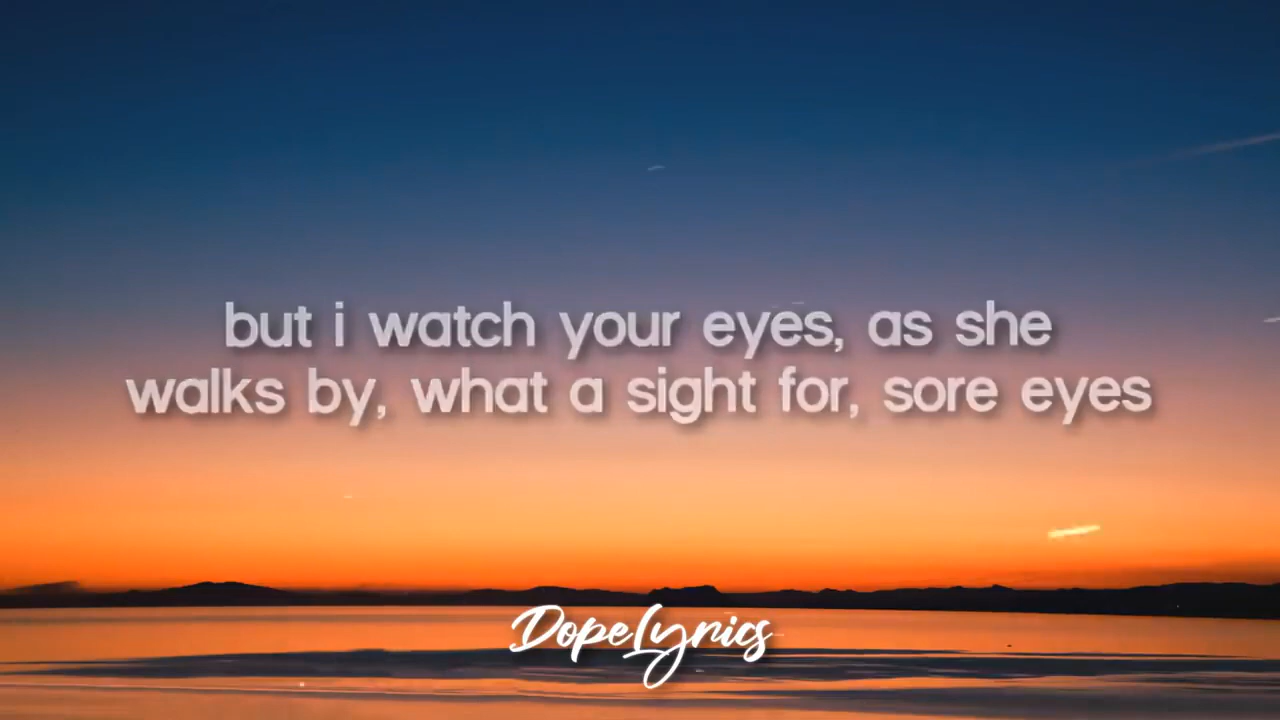 but i watch your eyes, as she
walks by, what a sight for, sore eyes
DopeLyrics